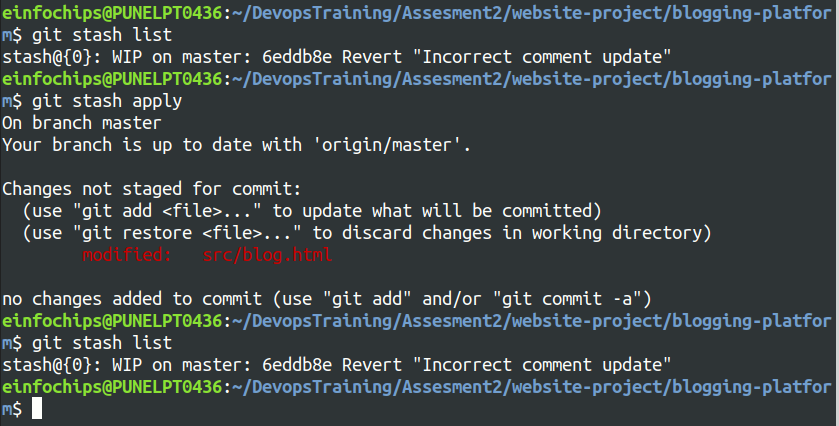 einfochips@PUNELPT0436:~/DevopsTraining/Assesment2/website-project/blogging-platfor
m$ git stash list
stash@{0}: WIP on master: 6eddb8e Revert "Incorrect comment update"
einfochips@PUNELPT0436:~/DevopsTraining/Assesment2/website-project/blogging-platfor
m$ git stash apply
On branch master
Your branch is up to date with 'origin/master'.

Changes not staged for commit:
  (use "git add <file>..." to update what will be committed)
  (use "git restore <file>..." to discard changes in working directory)
        modified:   src/blog.html

no changes added to commit (use "git add" and/or "git commit -a")
einfochips@PUNELPT0436:~/DevopsTraining/Assesment2/website-project/blogging-platfor
m$ git stash list
stash@{0}: WIP on master: 6eddb8e Revert "Incorrect comment update"
einfochips@PUNELPT0436:~/DevopsTraining/Assesment2/website-project/blogging-platfor
m$